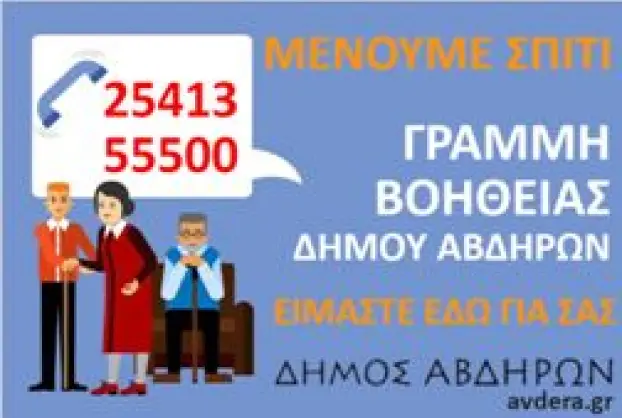 ΜΕΝΟΥΜΕ ΣΠΙΤΙ
25413
55500
ΓΡΑΜΜΗ
ΒΟΗΘΕΙΑΣ
ΔΗΜΟΥ ΑΒΔΗΡΩΝ
ΕΙΜΑΣΤΕ ΕΔΩ ΓΙΑ ΣΑΣ
ΔΗΜΟΣ ΑΒΔΗΡΩΝ
avdera.gr